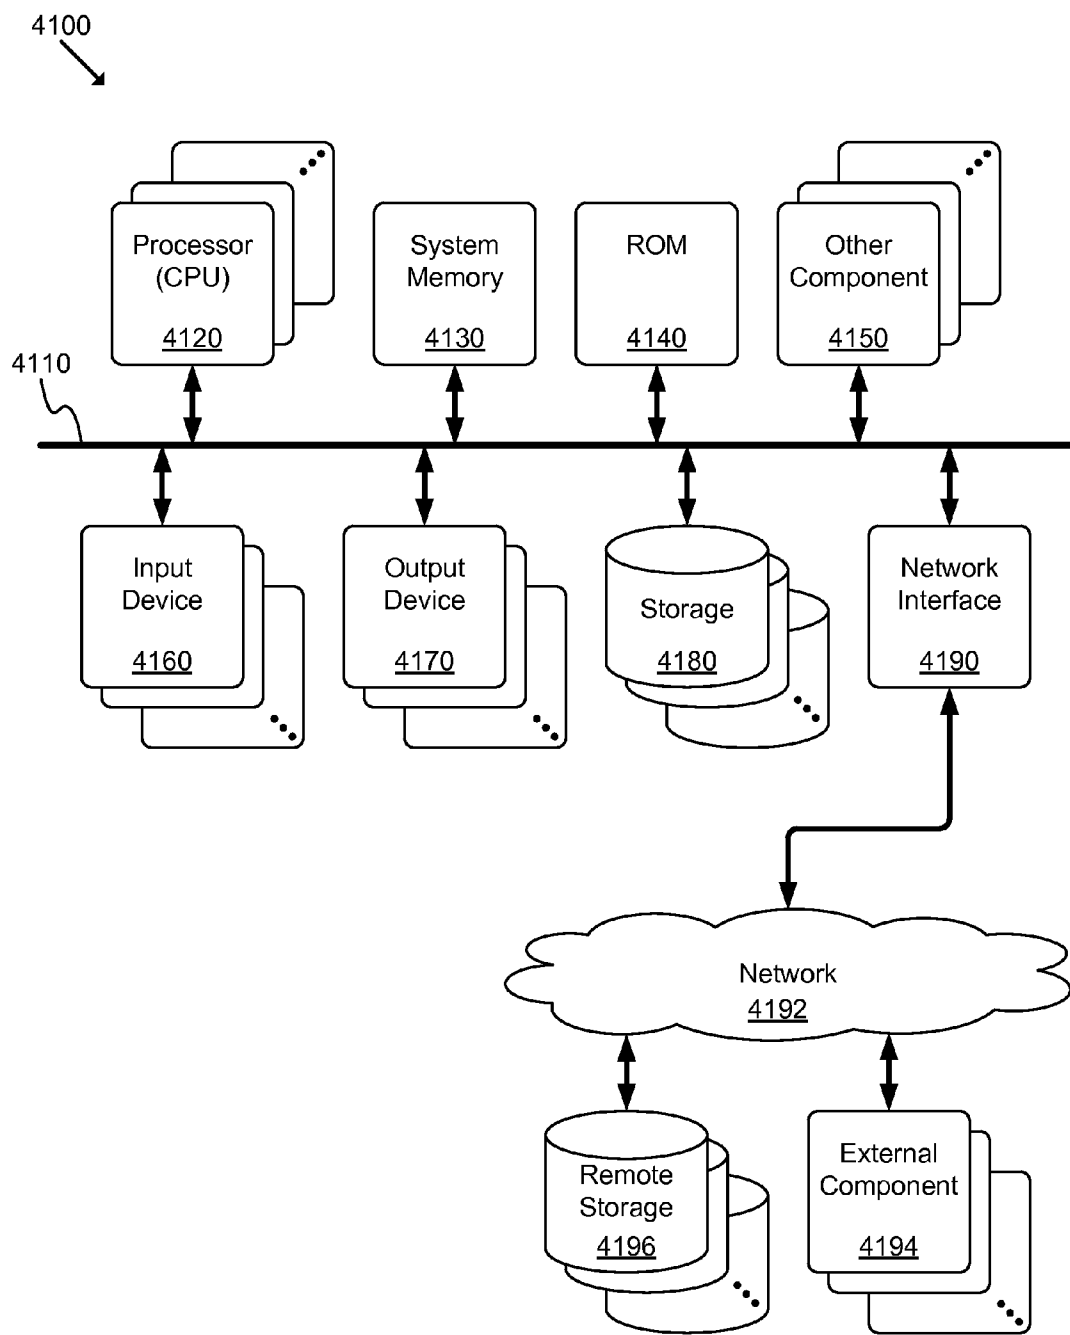 4100
Processor
(CPU)
4120
System
Memory
4130
ROM
4140
Other
Component
4150
4110
Input
Device
4160
Output
Device
4170
Storage
4180
Network
Interface
4190
Network
4192
Remote
Storage
4196
External
Component
4194